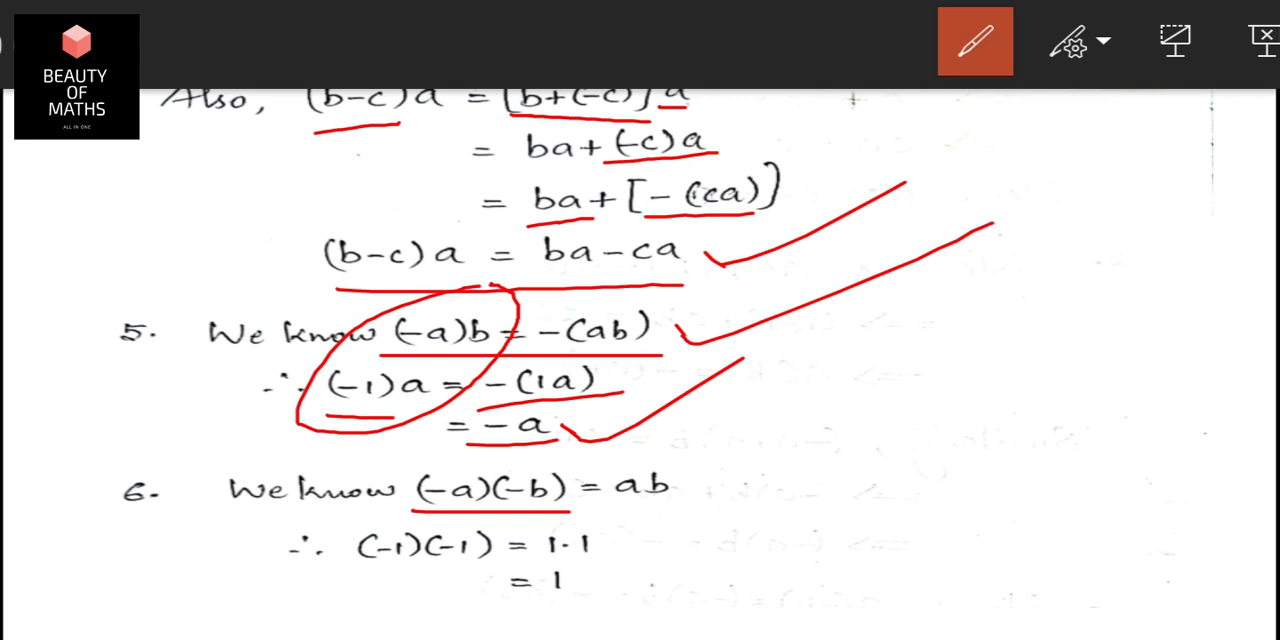 BEAUTY
OF
MATHS
ALL IN ONE
Also, (b-c)a = [b+(-c)]a
= ba+(-c)a
= ba+[-(ca)]
(b-c)a = ba-ca
5. We know (-a)b = -(ab)
∴ (-1)a = -(1a)
= -a
6. We know (-a)(-b) = ab
∴ (-1)(-1) = 1.1
= 1